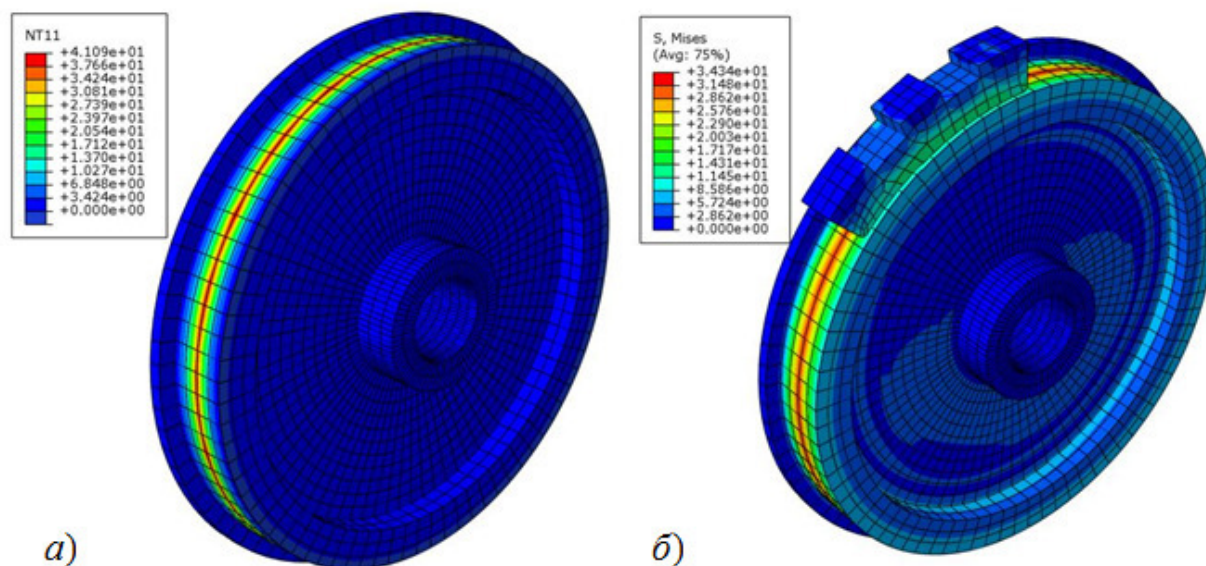 NT11
+4.109e+01
+3.766e+01
+3.424e+01
+3.081e+01
+2.739e+01
+2.397e+01
+2.054e+01
+1.712e+01
+1.370e+01
+1.027e+01
+6.848e+00
+3.424e+00
+0.000e+00
S, Mises
(Avg: 75%)
+3.434e+01
+3.148e+01
+2.862e+01
+2.576e+01
+2.290e+01
+2.003e+01
+1.717e+01
+1.431e+01
+1.145e+01
+8.586e+00
+5.724e+00
+2.862e+00
+0.000e+00
а)
б)